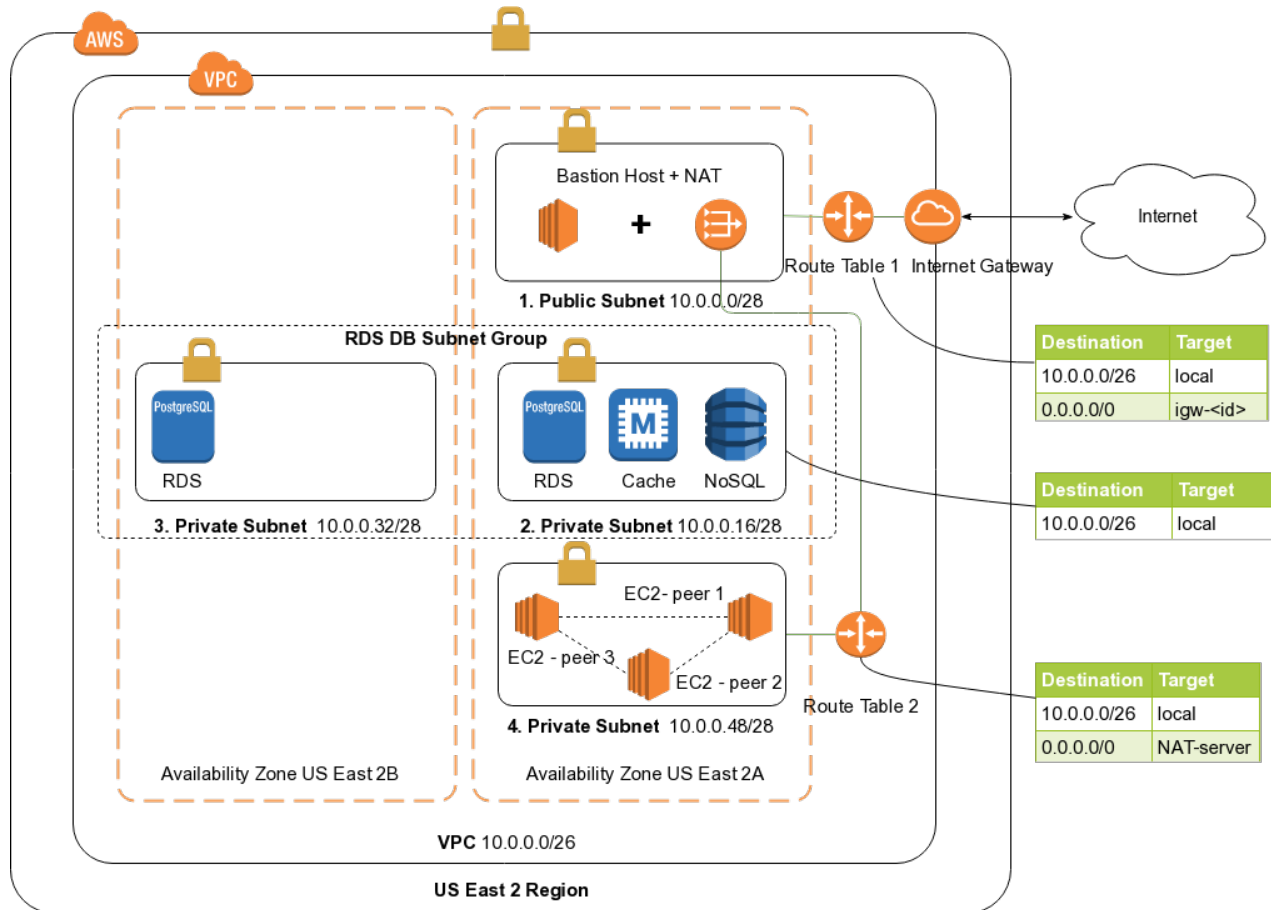 AWS
VPC
Bastion Host + NAT
+
Internet
Route Table 1
Internet Gateway
1. Public Subnet 10.0.0.0/28
RDS DB Subnet Group
Destination Target
10.0.0.0/26 local
0.0.0.0/0 igw-<id>
PostgreSQL
RDS
PostgreSQL
M
RDS Cache NoSQL
3. Private Subnet 10.0.0.32/28
2. Private Subnet 10.0.0.16/28
Destination Target
10.0.0.0/26 local
EC2- peer 1
EC2 - peer 3
EC2 - peer 2
4. Private Subnet 10.0.0.48/28
Route Table 2
Destination Target
10.0.0.0/26 local
0.0.0.0/0 NAT-server
Availability Zone US East 2B
Availability Zone US East 2A
VPC 10.0.0.0/26
US East 2 Region